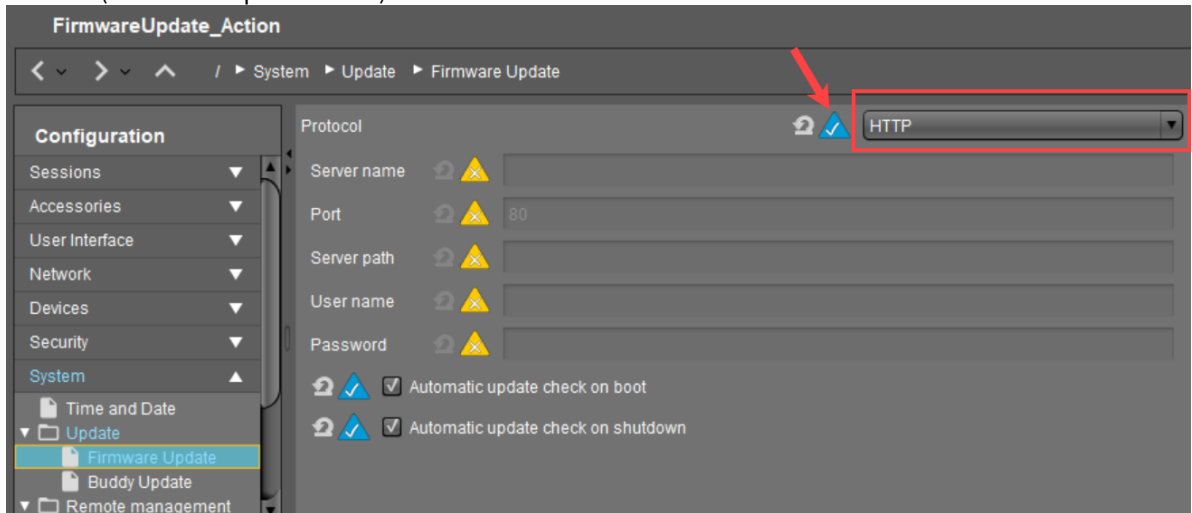 FirmwareUpdate_Action
/ System Update Firmware Update
Configuration
Sessions
Accessories
User Interface
Network
Devices
Security
System
Time and Date
Update
Firmware Update
Buddy Update
Remote management
Protocol
HTTP
Server name
Port
80
Server path
User name
Password
Automatic update check on boot
Automatic update check on shutdown